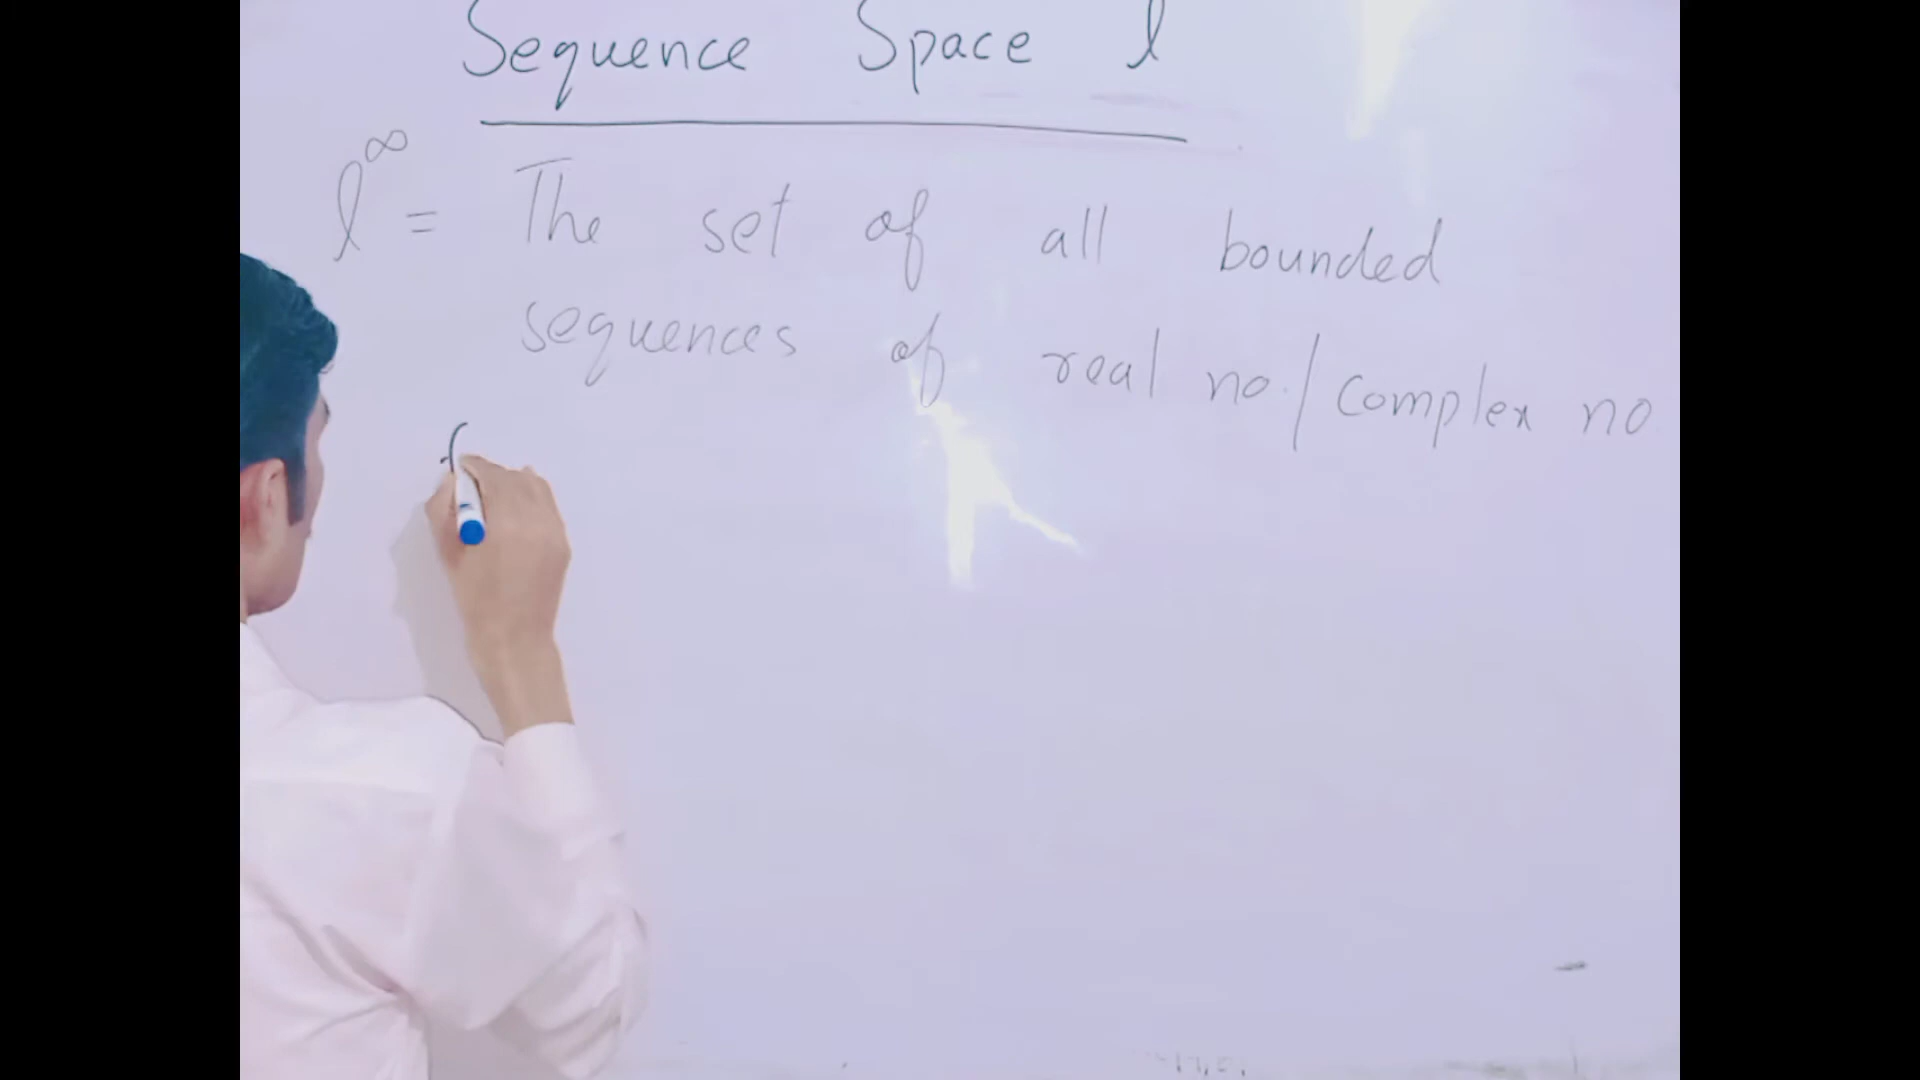 Sequence Space l
l^∞ = The set of all bounded
sequences of real no./complex no
{